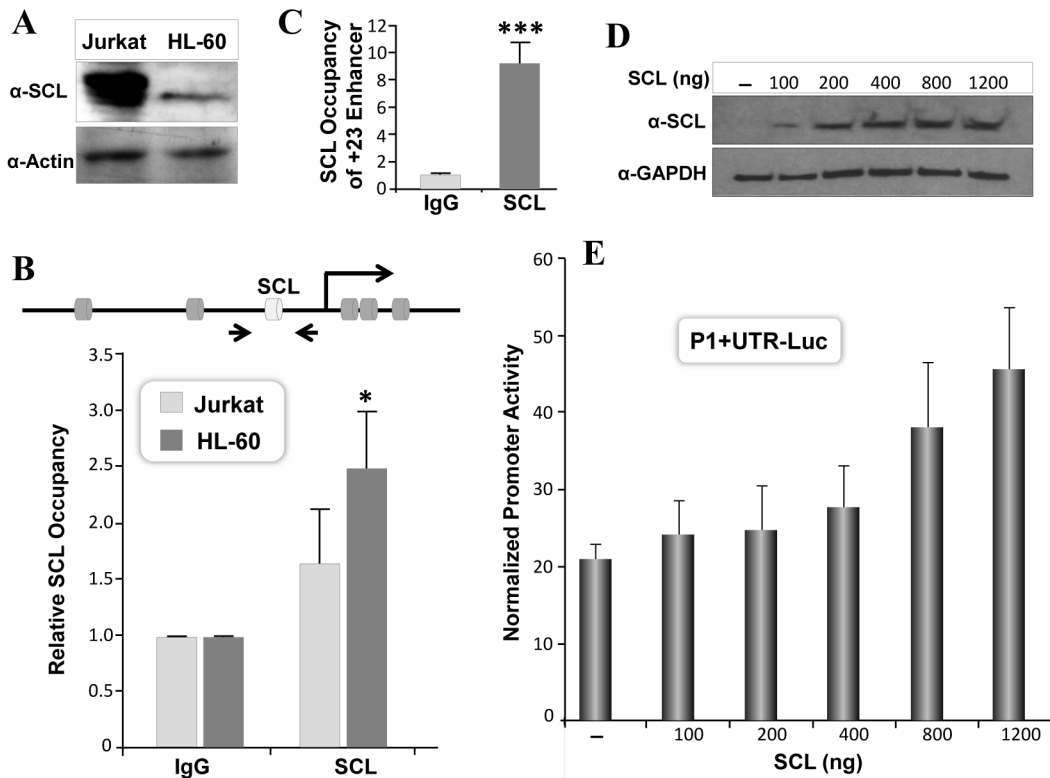 A
Jurkat HL-60
α-SCL
α-Actin
C
SCL Occupancy
of +23 Enhancer
12
10
8
6
4
2
0
***
IgG SCL
D
SCL (ng) – 100 200 400 800 1200
α-SCL
α-GAPDH
B
SCL
Relative SCL Occupancy
3.5
3.0
2.5
2.0
1.5
1.0
0.5
0
Jurkat
HL-60
*
IgG SCL
E
Normalized Promoter Activity
60
50
40
30
20
10
0
P1+UTR-Luc
– 100 200 400 800 1200
SCL (ng)